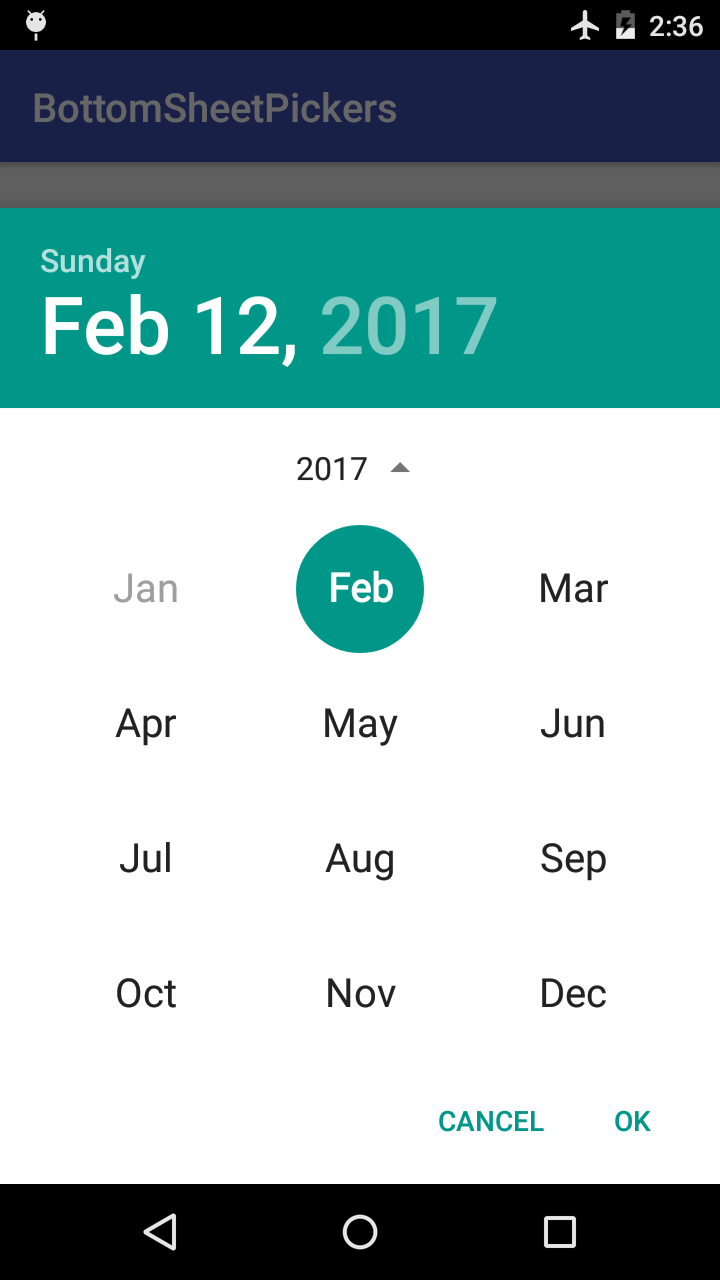 2:36
BottomSheetPickers
Sunday
Feb 12, 2017
2017
Jan Feb Mar
Apr May Jun
Jul Aug Sep
Oct Nov Dec
CANCEL OK